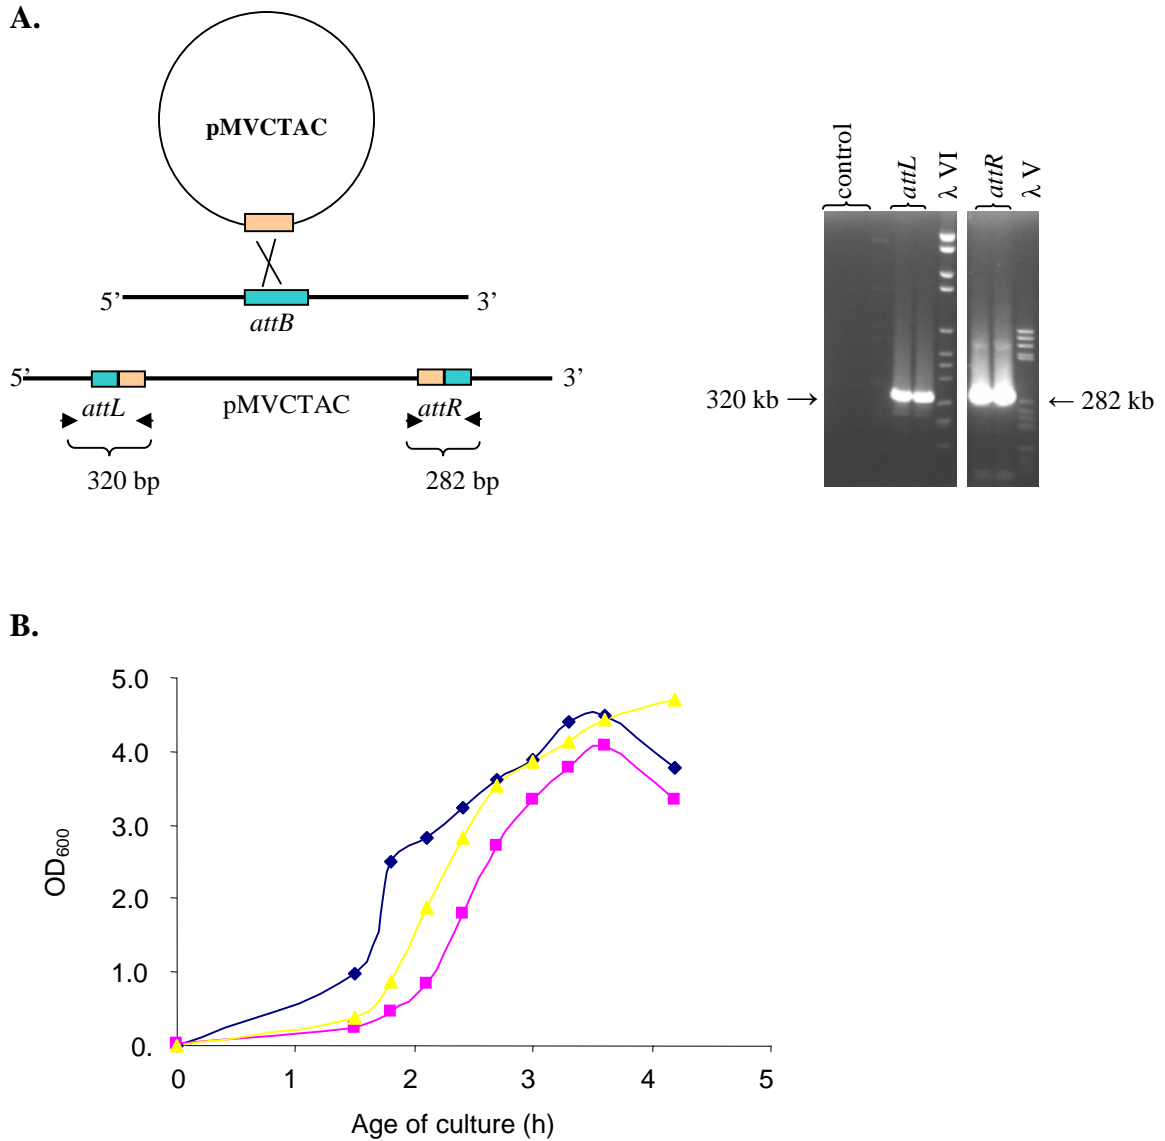 A.
pMVCTAC
5’ 3’
attB
5’ 3’
attL pMVCTAC attR
320 bp 282 bp
control attL λ VI attR λ V
320 kb → ← 282 kb
B.
5.0
4.0
3.0
2.0
1.0
0.
OD600
0 1 2 3 4 5
Age of culture (h)